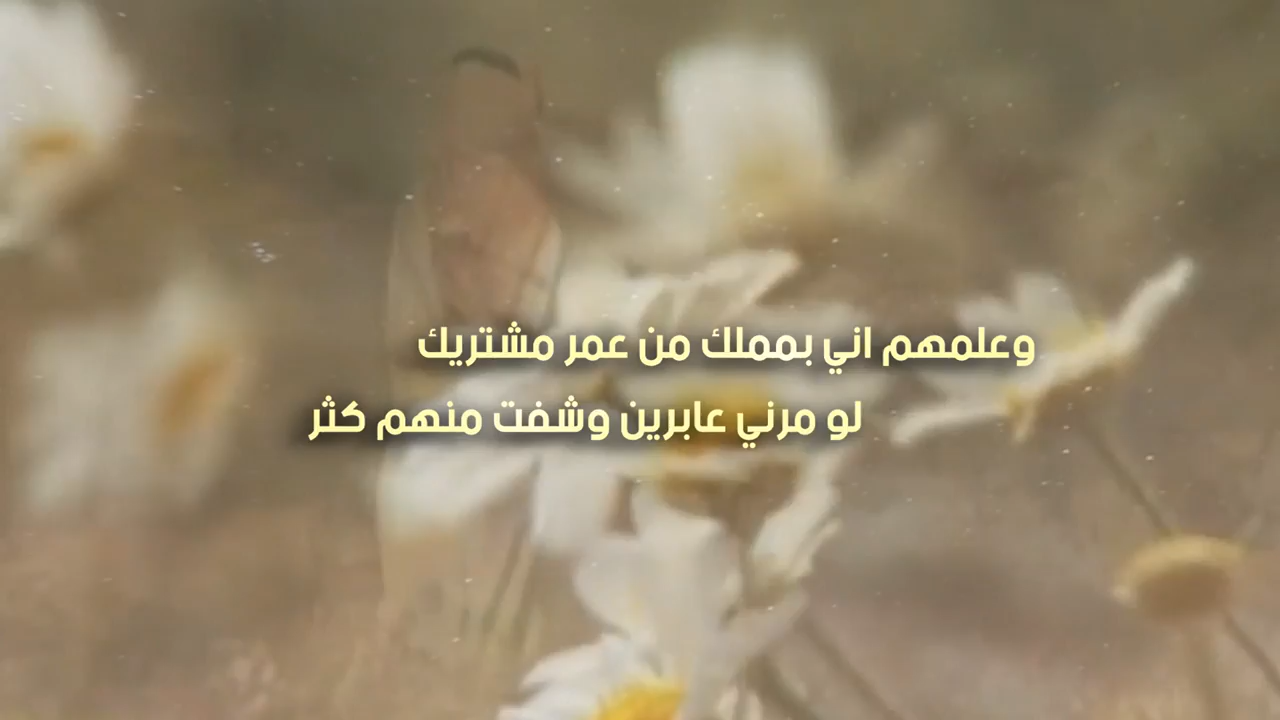 وعلمهم اني بمملك من عمر مشتريك
لو مرني عابرين وشفت منهم كثر